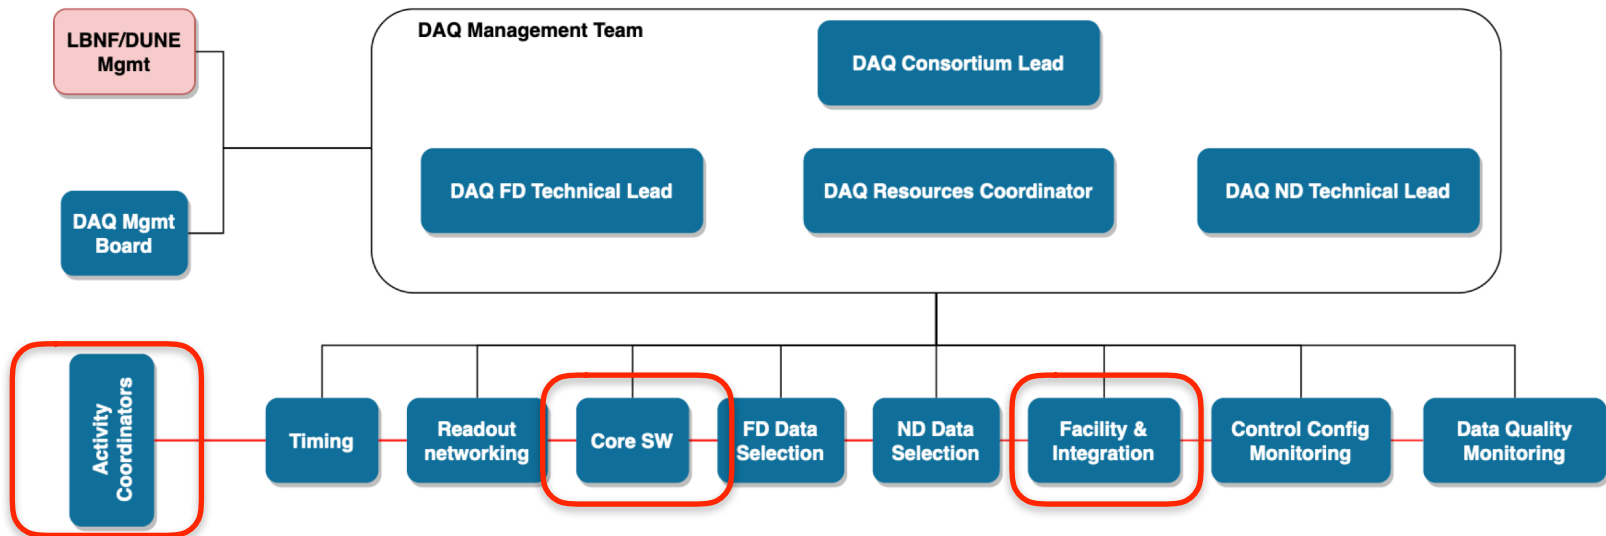 LBNF/DUNE
Mgmt
DAQ Management Team
DAQ Consortium Lead
DAQ FD Technical Lead
DAQ Resources Coordinator
DAQ ND Technical Lead
DAQ Mgmt
Board
Activity
Coordinators
Timing
Readout
networking
Core SW
FD Data
Selection
ND Data
Selection
Facility &
Integration
Control Config
Monitoring
Data Quality
Monitoring